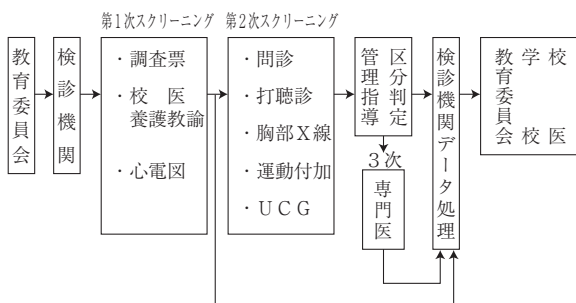 第1次スクリーニング
第2次スクリーニング
教育委員会
検診機関
・調査票
・校　医
養護教諭
・心電図
・問診
・打聴診
・胸部X線
・運動付加
・UCG
区分判定
管理指導
3次
専門医
検診機関データ処理
学校　校医
教育委員会